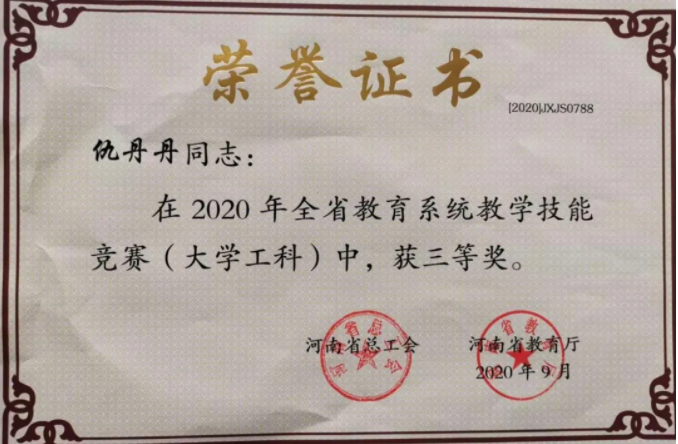 荣誉证书
[2020]JXJS0788
仇丹丹同志：
在 2020 年全省教育系统教学技能
竞赛（大学工科）中，获三等奖。
河南省总工会 河南省教育厅
2020 年 9 月